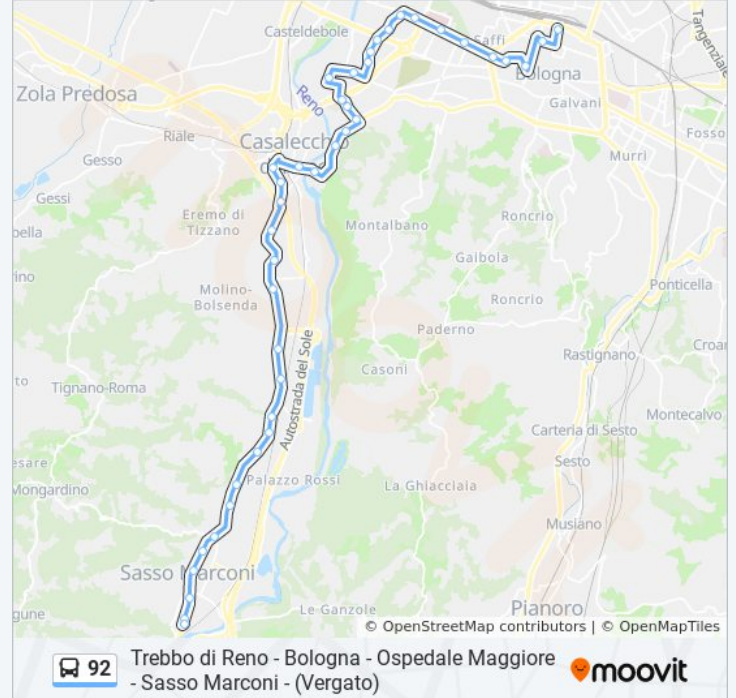 Casteldebole
Saffi
Tangenziale
Bologna
Zola Predosa
Reno
Galvani
Riale
Casalecchio
Fosso
Gesso
Murri
Gessi
Eremo di
Tizzano
Roncrio
Montalbano
Gaibola
Molino-
Bolsenda
Ponticella
Roncrio
Paderno
Rastignano
Croar
to
Tignano-Roma
Casoni
Autostrada del Sole
Montecalvo
Carteria di Sesto
esare
Sesto
Mongardino
Palazzo Rossi
La Ghiacciaia
Musiano
Sasso Marconi
gune
Le Ganzole
Pianoro
© OpenStreetMap contributors | © OpenMapTiles
92
Trebbo di Reno - Bologna - Ospedale Maggiore
- Sasso Marconi - (Vergato)
moovit